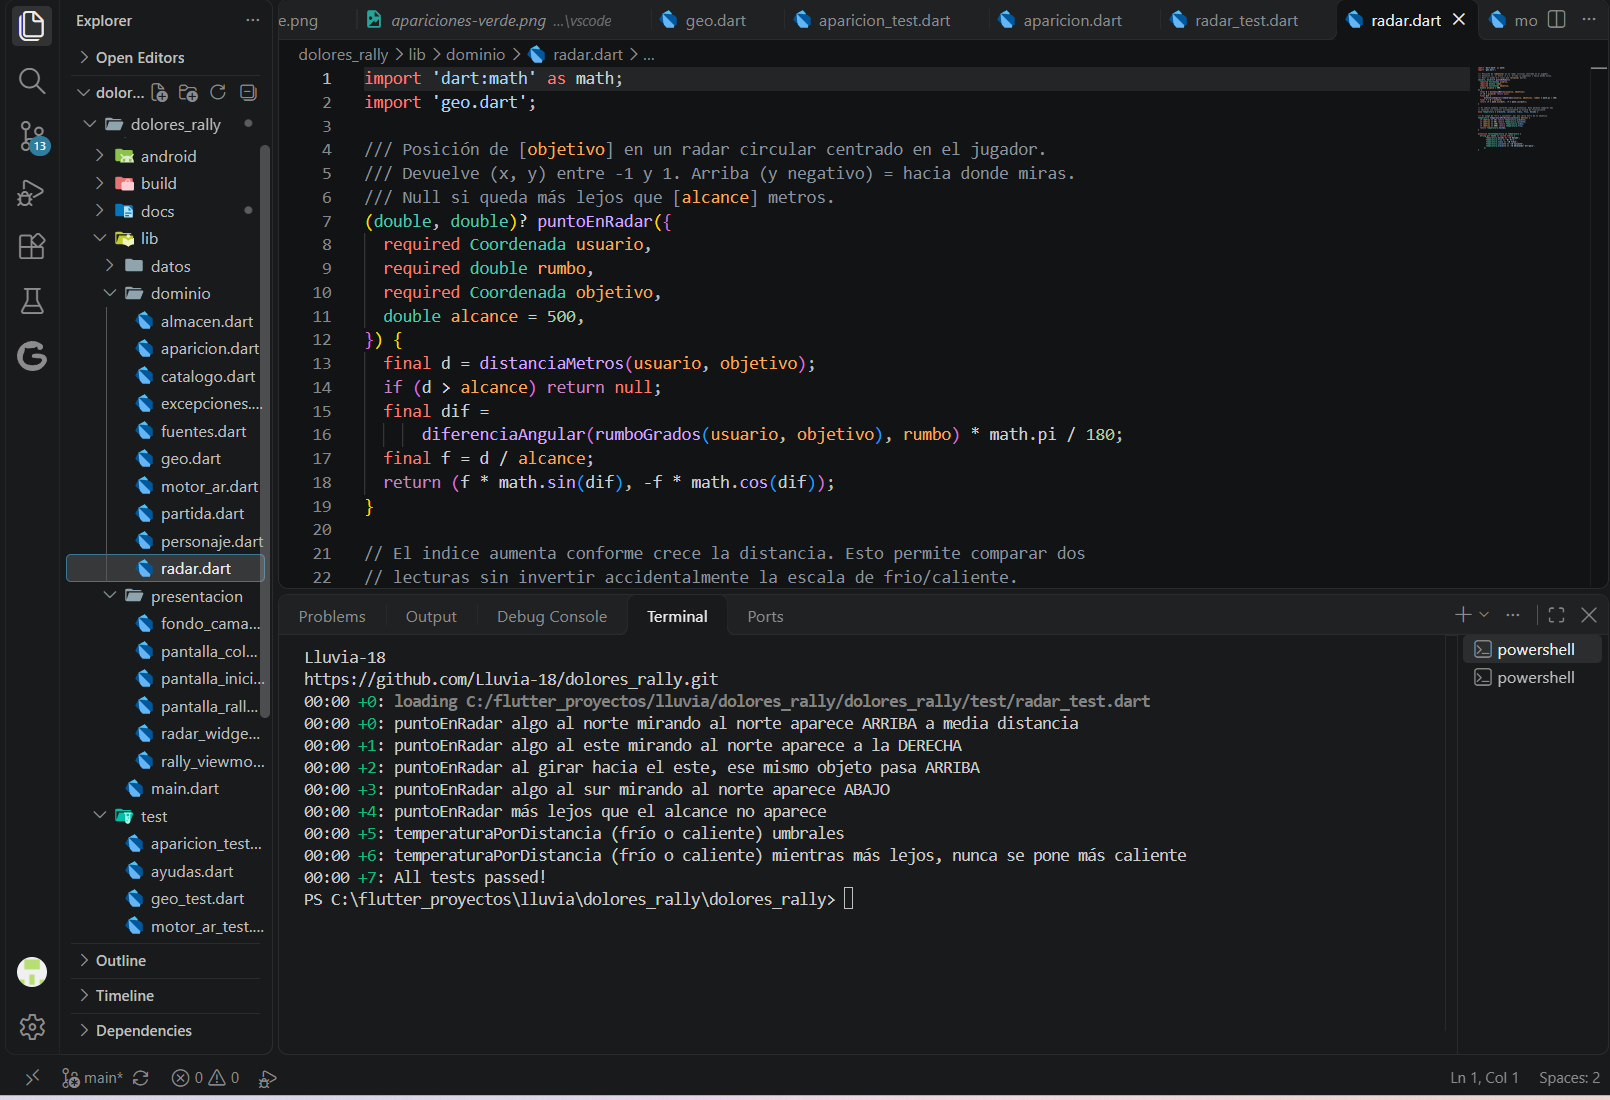 Explorer
Open Editors
dolor...
dolores_rally
android
build
docs
lib
datos
dominio
almacen.dart
aparicion.dart
catalogo.dart
excepciones....
fuentes.dart
geo.dart
motor_ar.dart
partida.dart
personaje.dart
radar.dart
presentacion
fondo_cama...
pantalla_col...
pantalla_inici...
pantalla_rall...
radar_widge...
rally_viewmo...
main.dart
test
aparicion_test...
ayudas.dart
geo_test.dart
motor_ar_test....
Outline
Timeline
Dependencies
13
e.png apariciones-verde.png ...\vscode geo.dart aparicion_test.dart aparicion.dart radar_test.dart radar.dart mo
dolores_rally > lib > dominio > radar.dart > ...
1 import 'dart:math' as math;
2 import 'geo.dart';
3
4 /// Posición de [objetivo] en un radar circular centrado en el jugador.
5 /// Devuelve (x, y) entre -1 y 1. Arriba (y negativo) = hacia donde miras.
6 /// Null si queda más lejos que [alcance] metros.
7 (double, double)? puntoEnRadar({
8 required Coordenada usuario,
9 required double rumbo,
10 required Coordenada objetivo,
11 double alcance = 500,
12 }) {
13 final d = distanciaMetros(usuario, objetivo);
14 if (d > alcance) return null;
15 final dif =
16 diferenciaAngular(rumboGrados(usuario, objetivo), rumbo) * math.pi / 180;
17 final f = d / alcance;
18 return (f * math.sin(dif), -f * math.cos(dif));
19 }
20
21 // El indice aumenta conforme crece la distancia. Esto permite comparar dos
22 // lecturas sin invertir accidentalmente la escala de frio/caliente.
Problems Output Debug Console Terminal Ports
Lluvia-18
https://github.com/Lluvia-18/dolores_rally.git
00:00 +0: loading C:/flutter_proyectos/lluvia/dolores_rally/dolores_rally/test/radar_test.dart
00:00 +0: puntoEnRadar algo al norte mirando al norte aparece ARRIBA a media distancia
00:00 +1: puntoEnRadar algo al este mirando al norte aparece a la DERECHA
00:00 +2: puntoEnRadar al girar hacia el este, ese mismo objeto pasa ARRIBA
00:00 +3: puntoEnRadar algo al sur mirando al norte aparece ABAJO
00:00 +4: puntoEnRadar más lejos que el alcance no aparece
00:00 +5: temperaturaPorDistancia (frío o caliente) umbrales
00:00 +6: temperaturaPorDistancia (frío o caliente) mientras más lejos, nunca se pone más caliente
00:00 +7: All tests passed!
PS C:\flutter_proyectos\lluvia\dolores_rally\dolores_rally>
powershell
powershell
main* 0 0
Ln 1, Col 1 Spaces: 2